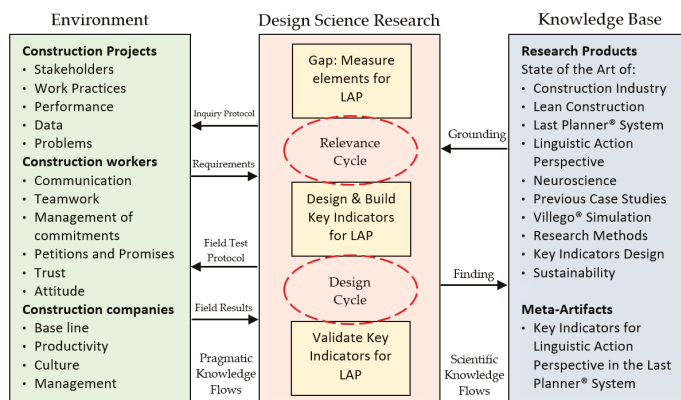 Environment
Construction Projects
• Stakeholders
• Work Practices
• Performance
• Data
• Problems
Construction workers
• Communication
• Teamwork
• Management of
commitments
• Petitions and Promises
• Trust
• Attitude
Construction companies
• Base line
• Productivity
• Culture
• Management
Inquiry Protocol
Requirements
Field Test
Protocol
Field Results
Pragmatic
Knowledge
Flows
Design Science Research
Gap: Measure
elements for
LAP
Relevance
Cycle
Design & Build
Key Indicators
for LAP
Design
Cycle
Validate Key
Indicators for
LAP
Grounding
Finding
Scientific
Knowledge
Flows
Knowledge Base
Research Products
State of the Art of:
• Construction Industry
• Lean Construction
• Last Planner® System
• Linguistic Action
Perspective
• Neuroscience
• Previous Case Studies
• Villego® Simulation
• Research Methods
• Key Indicators Design
• Sustainability
Meta-Artifacts
• Key Indicators for
Linguistic Action
Perspective in the Last
Planner® System